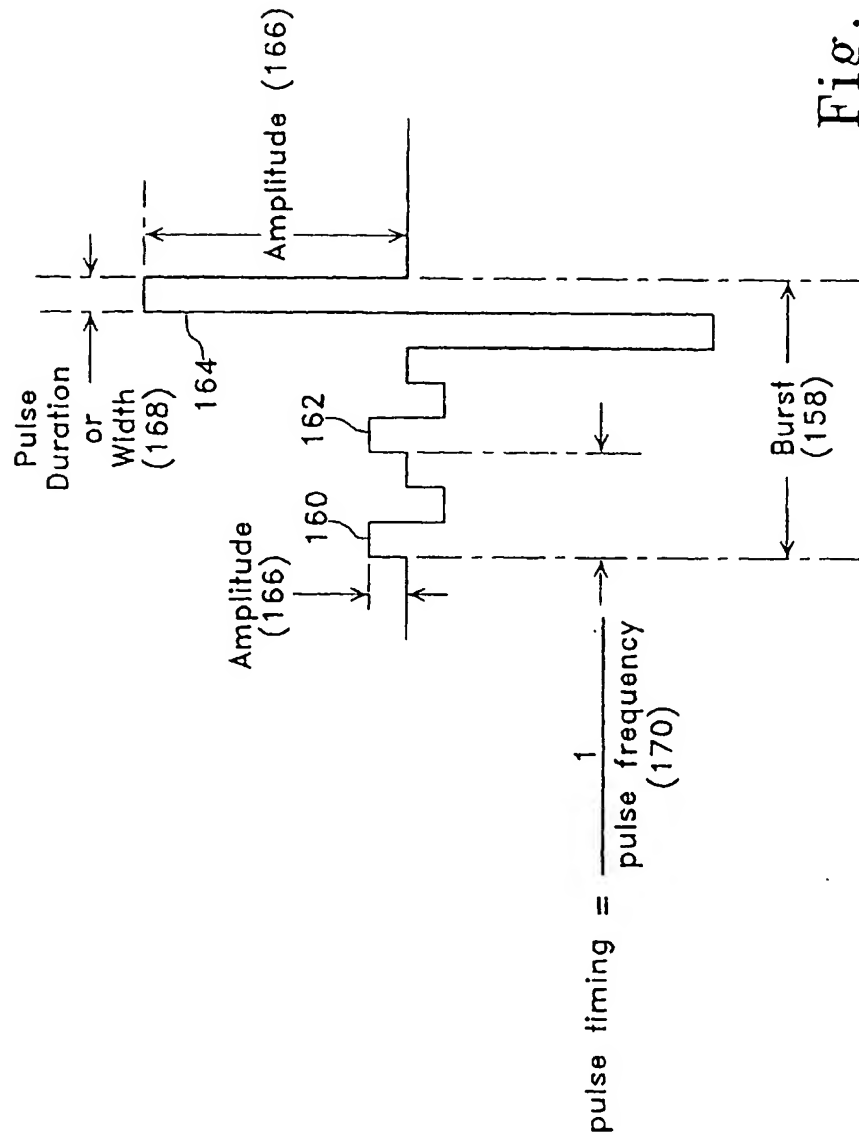 Pulse
Duration
or
Width
(168)
164
Amplitude (166)
162
160
Amplitude
(166)
Burst
(158)
pulse timing = 1
pulse frequency
(170)
Fig.